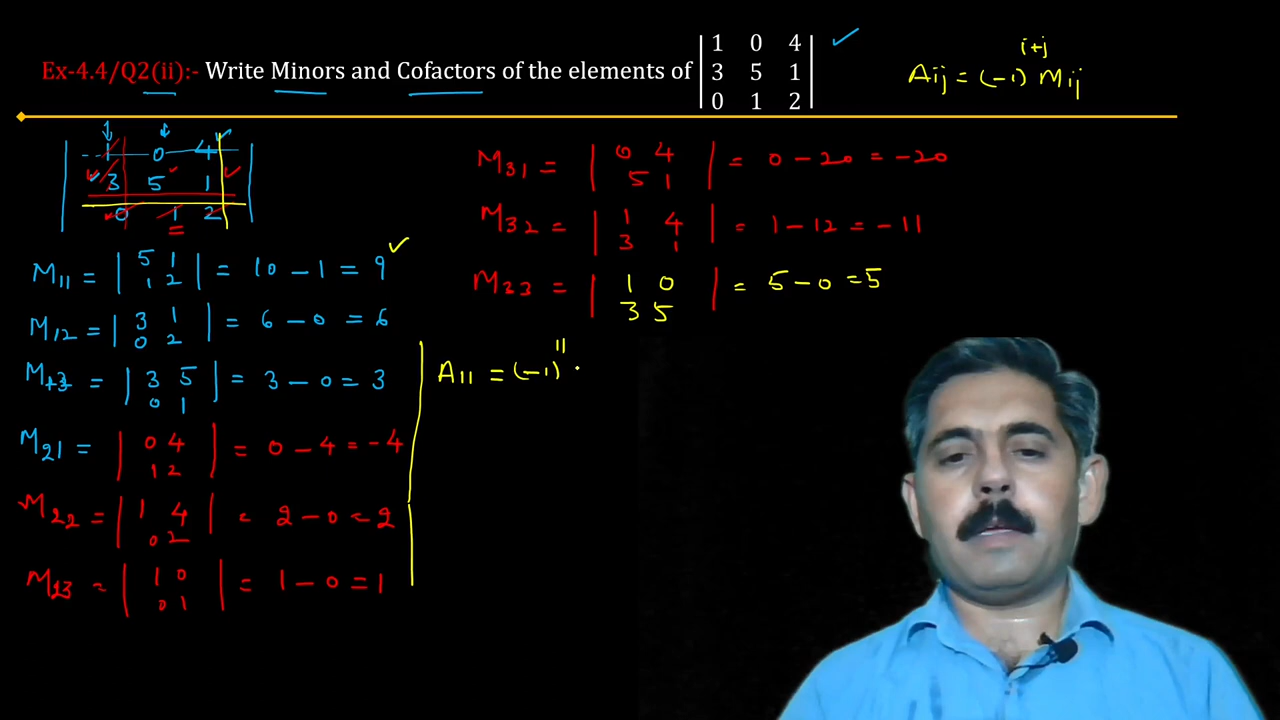 Ex-4.4/Q2(ii):- Write Minors and Cofactors of the elements of
1 0 4
3 5 1
0 1 2
i+j
Aij = (-1) Mij
1 0 4
3 5 1
0 1 2
M11 = | 5 1 | = 10 - 1 = 9
1 2
M12 = | 3 1 | = 6 - 0 = 6
0 2
M13 = | 3 5 | = 3 - 0 = 3
0 1
M21 = | 0 4 | = 0 - 4 = -4
1 2
M22 = | 1 4 | = 2 - 0 = 2
0 2
M23 = | 1 0 | = 1 - 0 = 1
0 1
M31 = | 0 4 | = 0 - 20 = -20
5 1
M32 = | 1 4 | = 1 - 12 = -11
3 1
M33 = | 1 0 | = 5 - 0 = 5
3 5
11
A11 = (-1) .